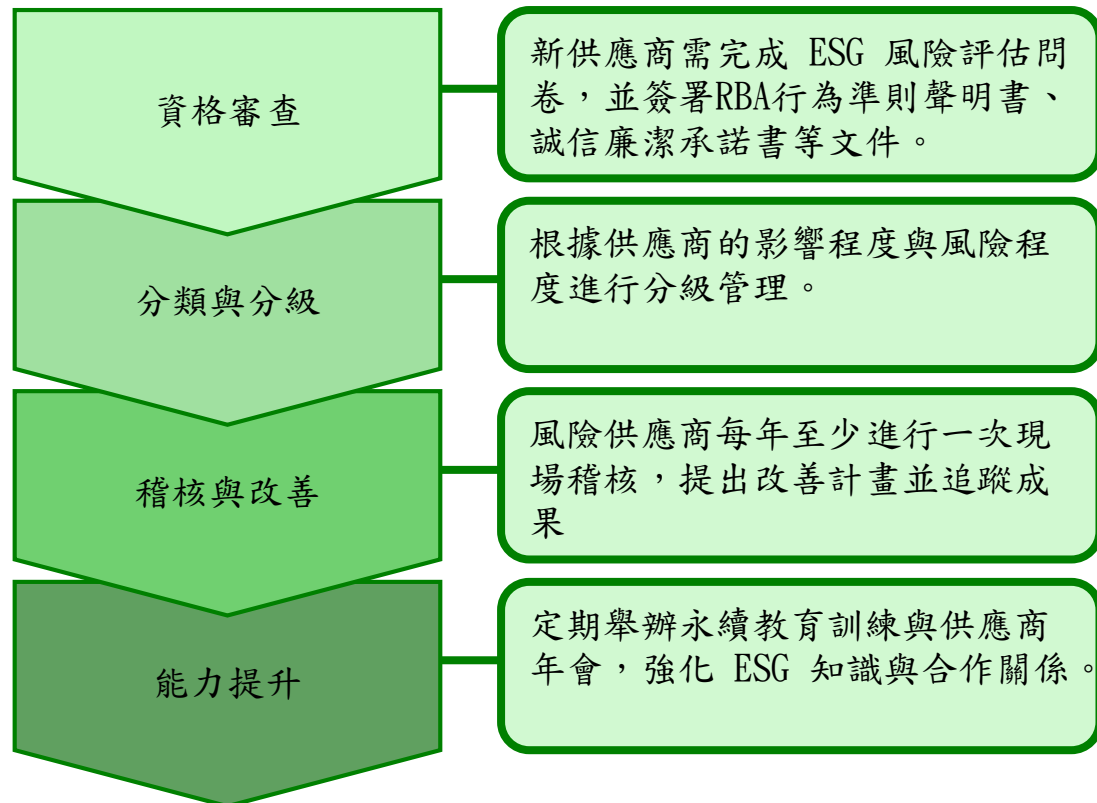 資格審查
新供應商需完成 ESG 風險評估問
卷，並簽署RBA行為準則聲明書、
誠信廉潔承諾書等文件。
分類與分級
根據供應商的影響程度與風險程
度進行分級管理。
稽核與改善
風險供應商每年至少進行一次現
場稽核，提出改善計畫並追蹤成
果
能力提升
定期舉辦永續教育訓練與供應商
年會，強化 ESG 知識與合作關係。